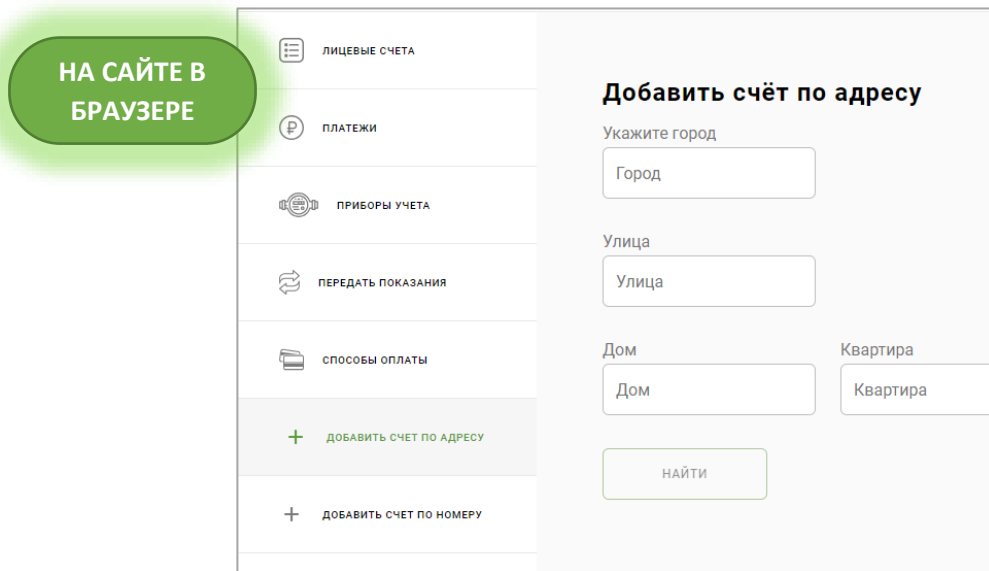 НА САЙТЕ В
БРАУЗЕРЕ
ЛИЦЕВЫЕ СЧЕТА
ПЛАТЕЖИ
ПРИБОРЫ УЧЕТА
ПЕРЕДАТЬ ПОКАЗАНИЯ
СПОСОБЫ ОПЛАТЫ
ДОБАВИТЬ СЧЕТ ПО АДРЕСУ
ДОБАВИТЬ СЧЕТ ПО НОМЕРУ
Добавить счёт по адресу
Укажите город
Город
Улица
Улица
Дом Квартира
Дом Квартира
НАЙТИ